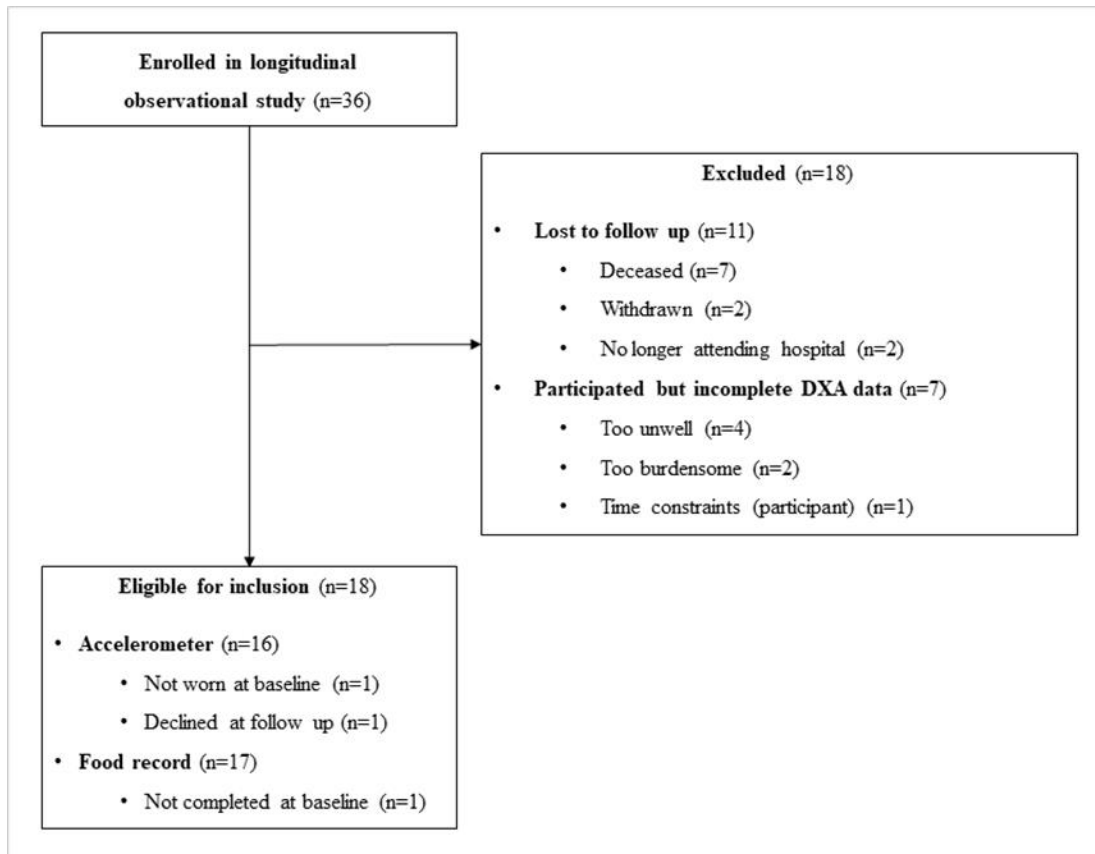 Enrolled in longitudinal
observational study (n=36)
Excluded (n=18)
• Lost to follow up (n=11)
• Deceased (n=7)
• Withdrawn (n=2)
• No longer attending hospital (n=2)
• Participated but incomplete DXA data (n=7)
• Too unwell (n=4)
• Too burdensome (n=2)
• Time constraints (participant) (n=1)
Eligible for inclusion (n=18)
• Accelerometer (n=16)
• Not worn at baseline (n=1)
• Declined at follow up (n=1)
• Food record (n=17)
• Not completed at baseline (n=1)